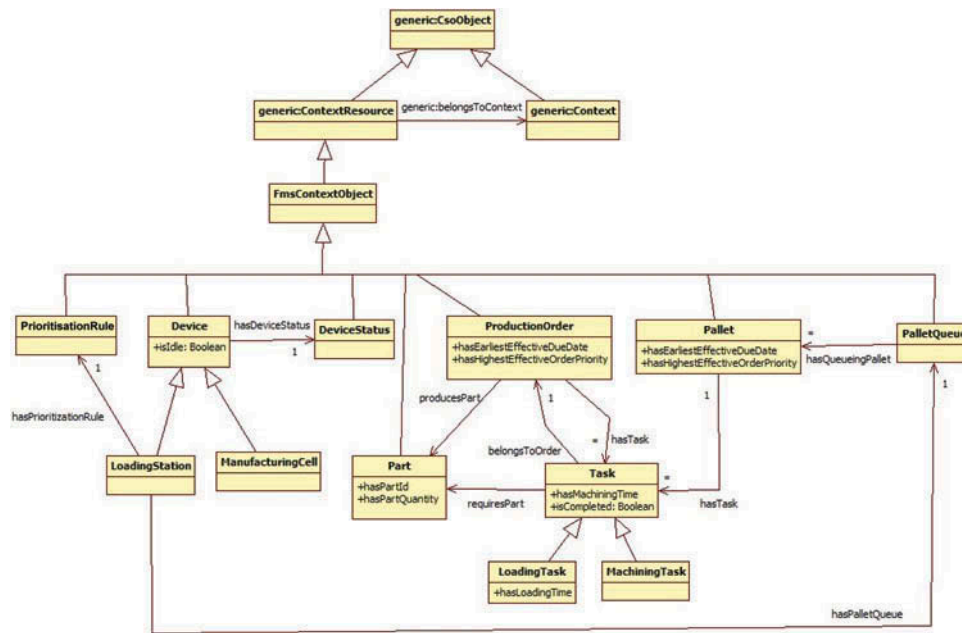 generic:CsoObject
generic:ContextResource
generic:belongsToContext
generic:Context
FmsContextObject
PrioritisationRule
Device
+isIdle: Boolean
hasDeviceStatus
1
DeviceStatus
ProductionOrder
+hasEarliestEffectiveDueDate
+hasHighestEffectiveOrderPriority
Pallet
+hasEarliestEffectiveDueDate
+hasHighestEffectiveOrderPriority
*
hasQueueingPallet
PalletQueue
1
1
hasPrioritizationRule
producesPart
1
belongsToOrder
*
hasTask
1
*
hasTask
LoadingStation
ManufacturingCell
Part
+hasPartId
+hasPartQuantity
requiresPart
Task
+hasMachiningTime
+isCompleted: Boolean
LoadingTask
+hasLoadingTime
MachiningTask
hasPalletQueue